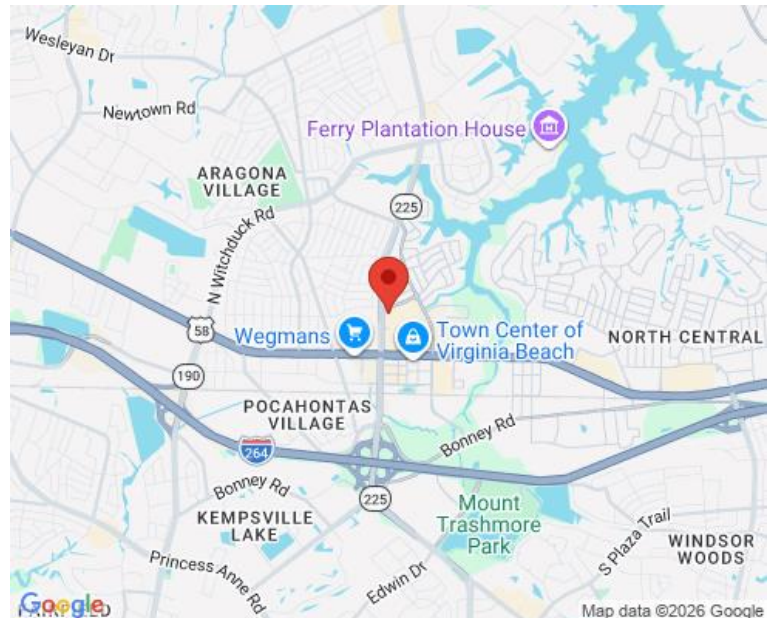 Wesleyan Dr
Newtown Rd
Ferry Plantation House
ARAGONA
VILLAGE
225
N Witchduck Rd
58
Wegmans
Town Center of
Virginia Beach
NORTH CENTRAL
190
POCAHONTAS
VILLAGE
264
Bonney Rd
Bonney Rd
225
KEMPSVILLE
LAKE
Mount
Trashmore
Park
S Plaza Trail
WINDSOR
WOODS
Princess Anne Rd
Edwin Dr
Google
Map data ©2026 Google